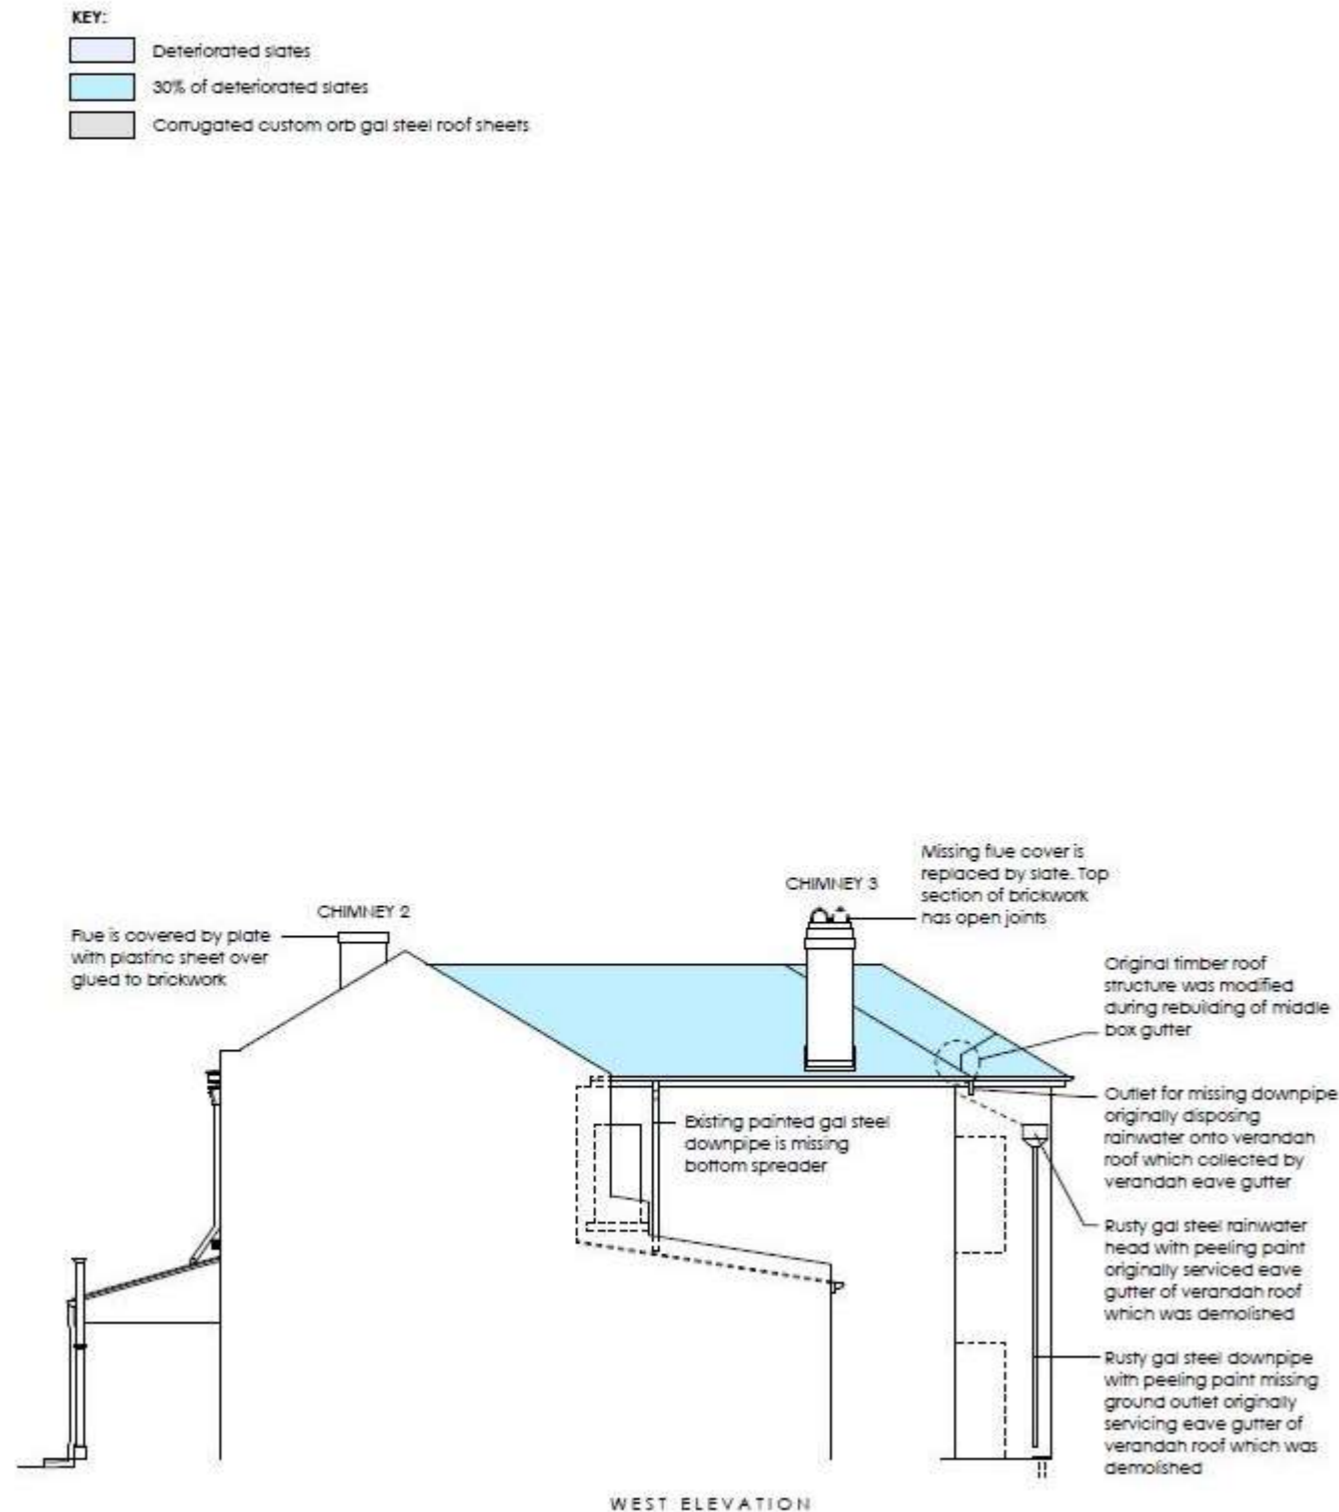 KEY:
Deteriorated slates
30% of deteriorated slates
Corrugated custom orb gal steel roof sheets
Missing flue cover is
replaced by slate. Top
section of brickwork
has open joints
CHIMNEY 3
CHIMNEY 2
Flue is covered by plate
with plastinc sheet over
glued to brickwork
Original timber roof
structure was modified
during rebuilding of middle
box gutter
Outlet for missing downpipe
originally disposing
rainwater onto verandah
roof which collected by
verandah eave gutter
Existing painted gal steel
downpipe is missing
bottom spreader
Rusty gal steel rainwater
head with peeling paint
originally serviced eave
gutter of verandah roof
which was demolished
Rusty gal steel downpipe
with peeling paint missing
ground outlet originally
servicing eave gutter of
verandah roof which was
demolished
WEST ELEVATION